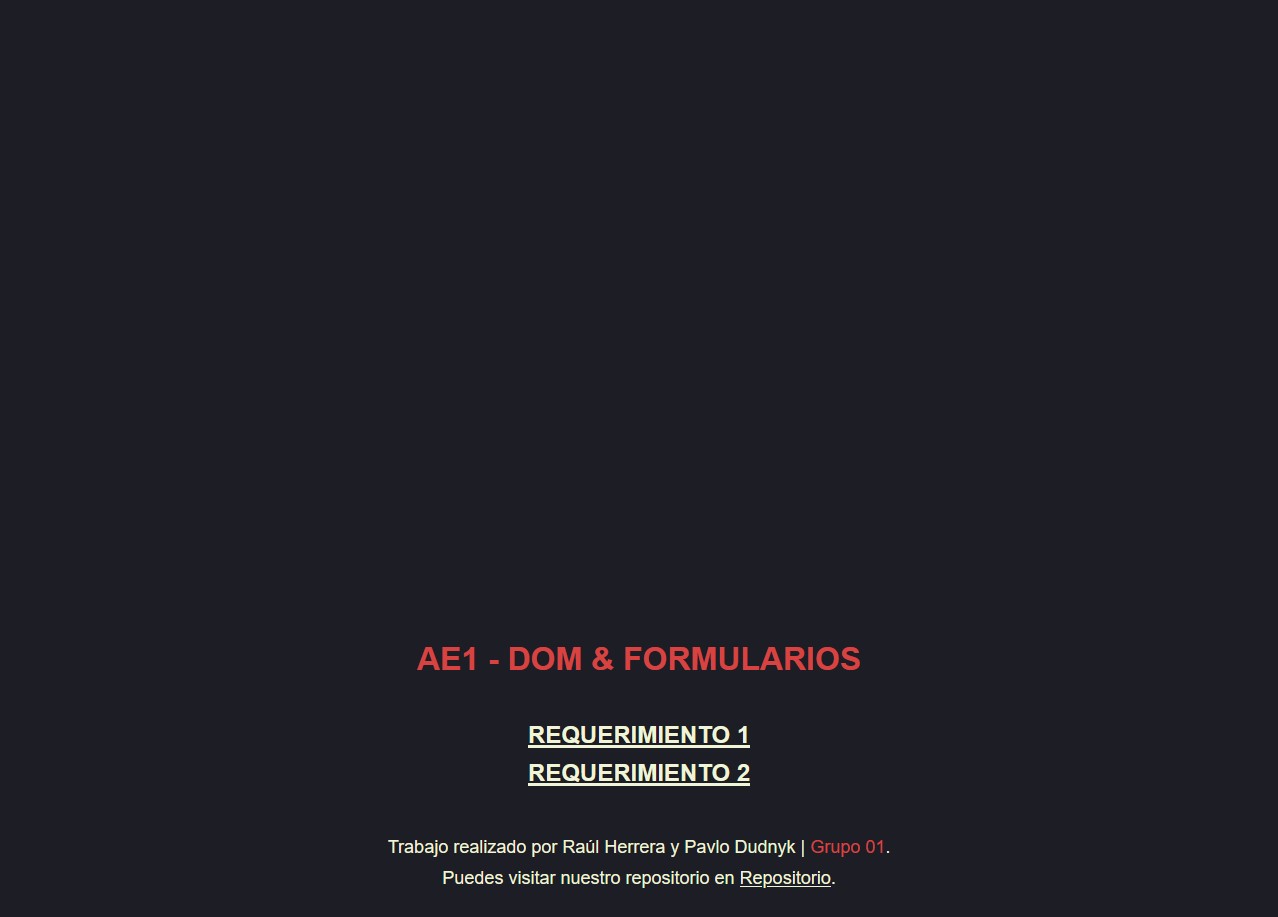 AE1 - DOM & FORMULARIOS
REQUERIMIENTO 1
REQUERIMIENTO 2
Trabajo realizado por Raúl Herrera y Pavlo Dudnyk | Grupo 01.
Puedes visitar nuestro repositorio en Repositorio.